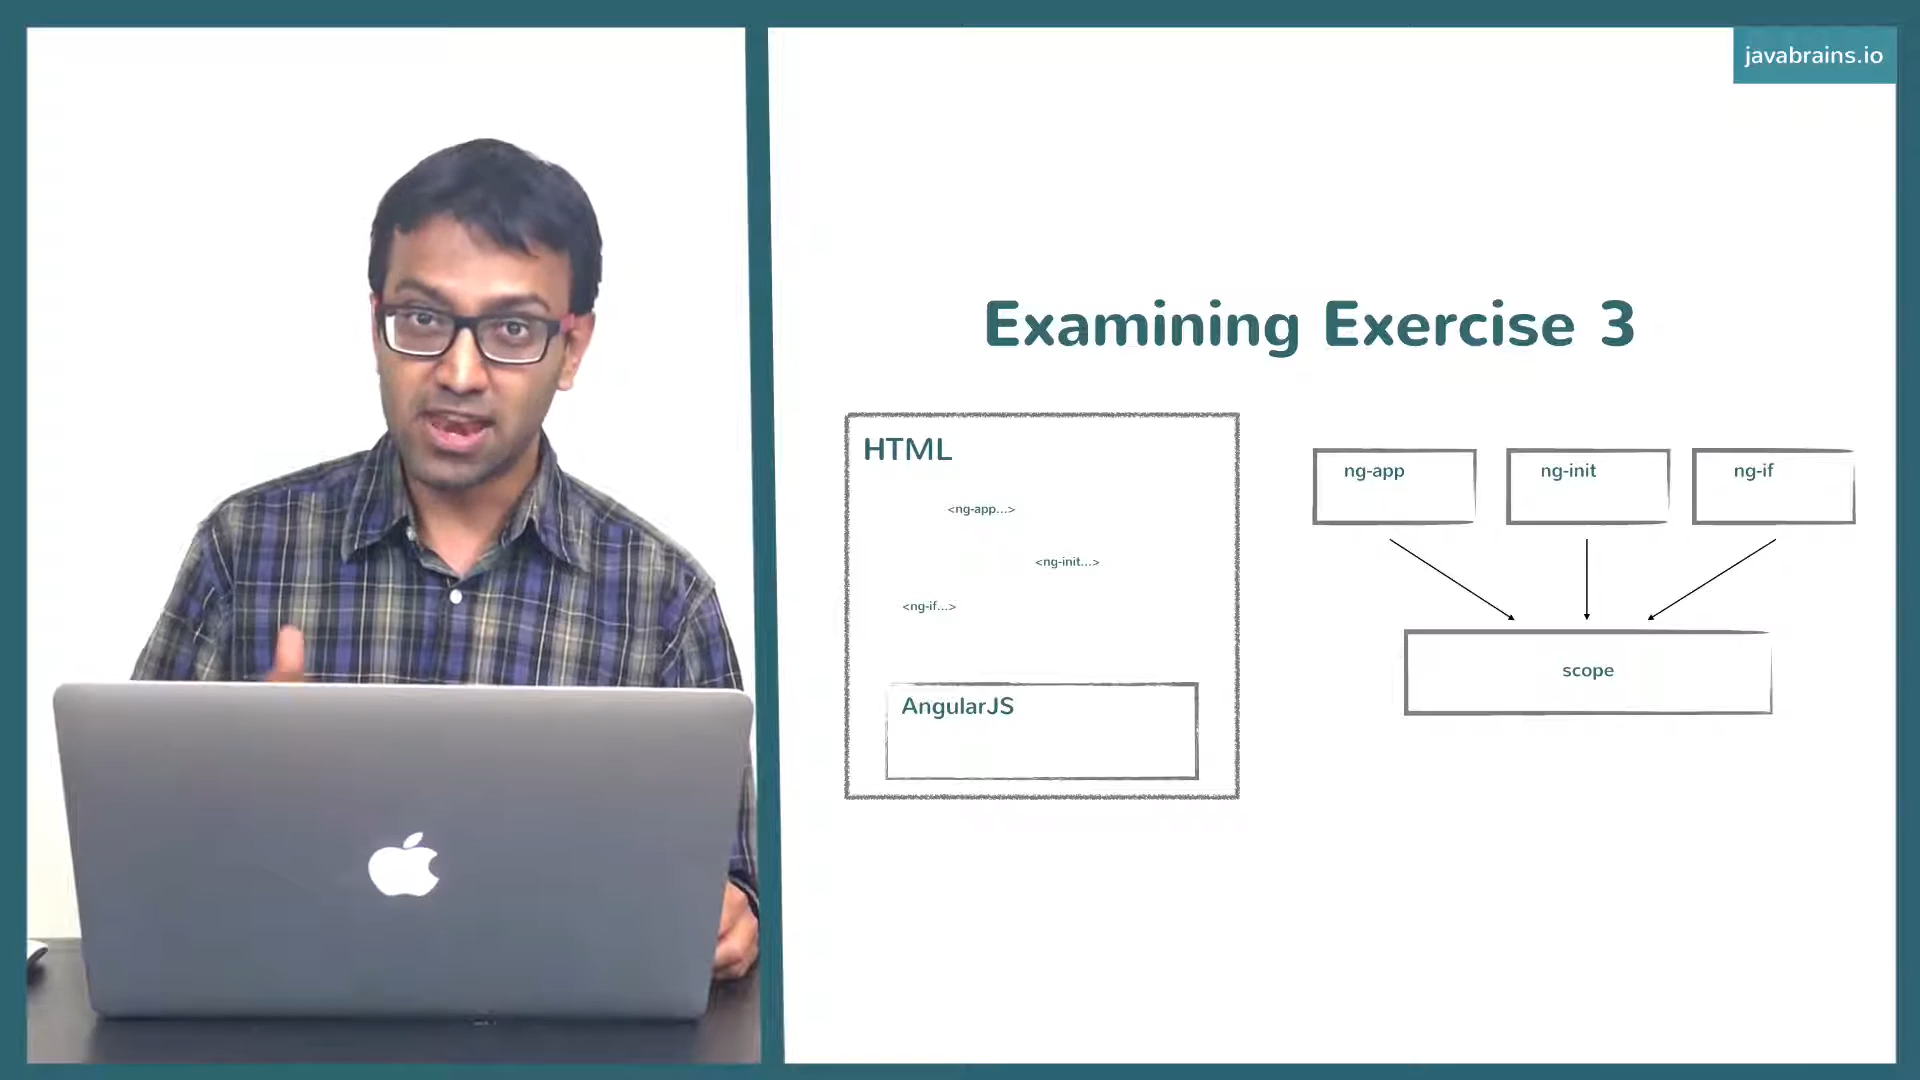 javabrains.io
Examining Exercise 3
HTML
<ng-app...>
<ng-init...>
<ng-if...>
AngularJS
ng-app
ng-init
ng-if
scope